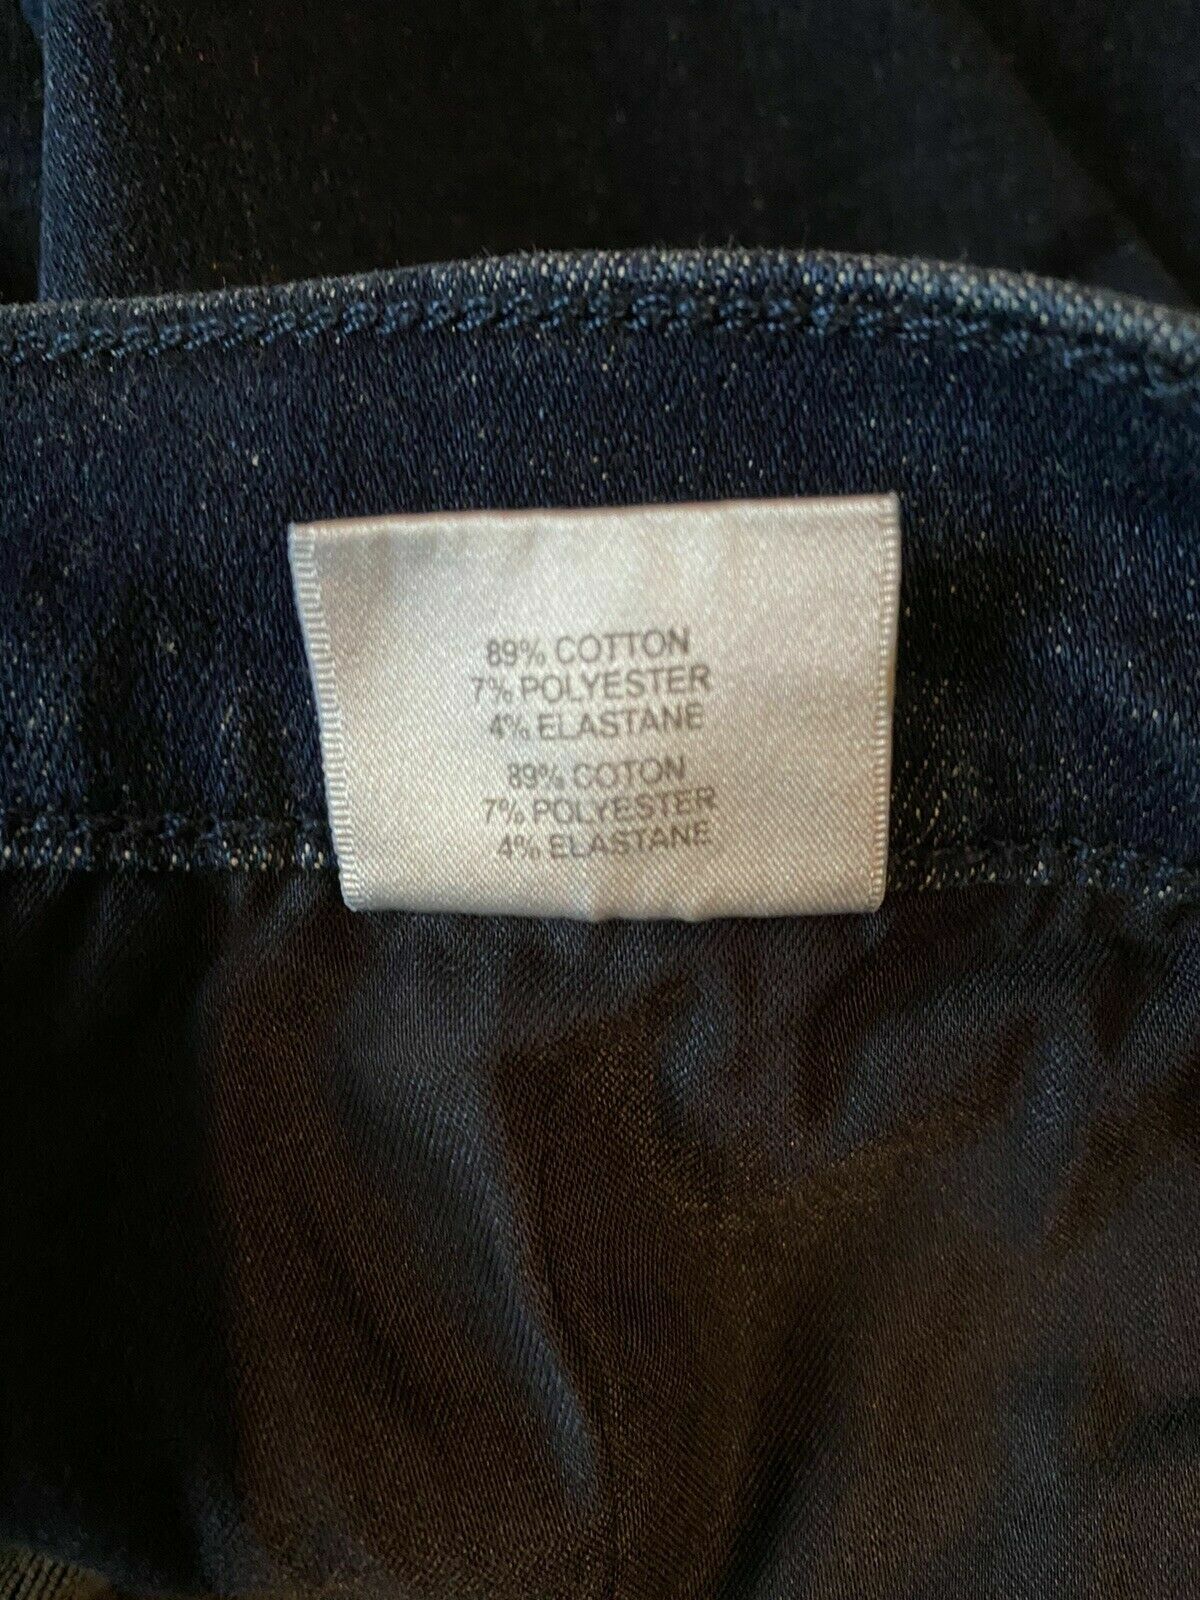 89% COTTON
7% POLYESTER
4% ELASTANE
89% COTON
7% POLYESTER
4% ELASTANE